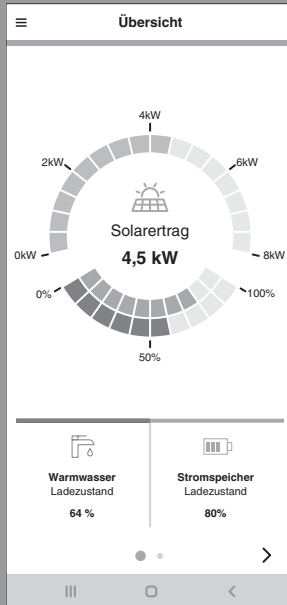 Übersicht
4kW
2kW
6kW
Solarertrag
4,5 kW
0kW
8kW
0%
100%
50%
Warmwasser
Ladezustand
64 %
Stromspeicher
Ladezustand
80%